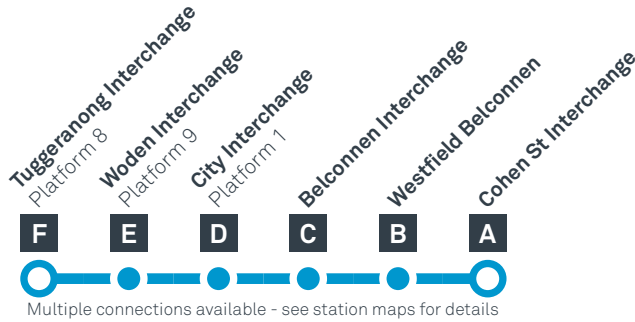 Tuggeranong Interchange
Platform 8
Woden Interchange
Platform 9
City Interchange
Platform 1
Belconnen Interchange
Westfield Belconnen
Cohen St Interchange
F E D C B A
Multiple connections available - see station maps for details